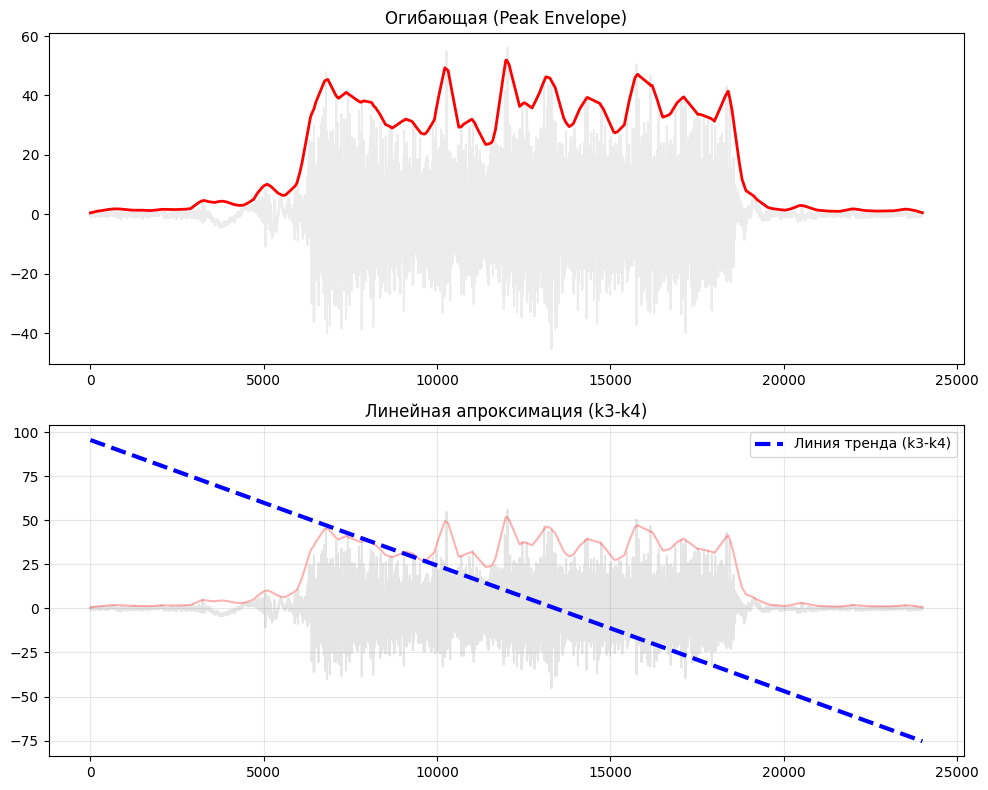 Огибающая (Peak Envelope)
60
40
20
0
−20
−40
0 5000 10000 15000 20000 25000
Линейная апроксимация (k3-k4)
100
75
50
25
0
−25
−50
−75
Линия тренда (k3-k4)
0 5000 10000 15000 20000 25000